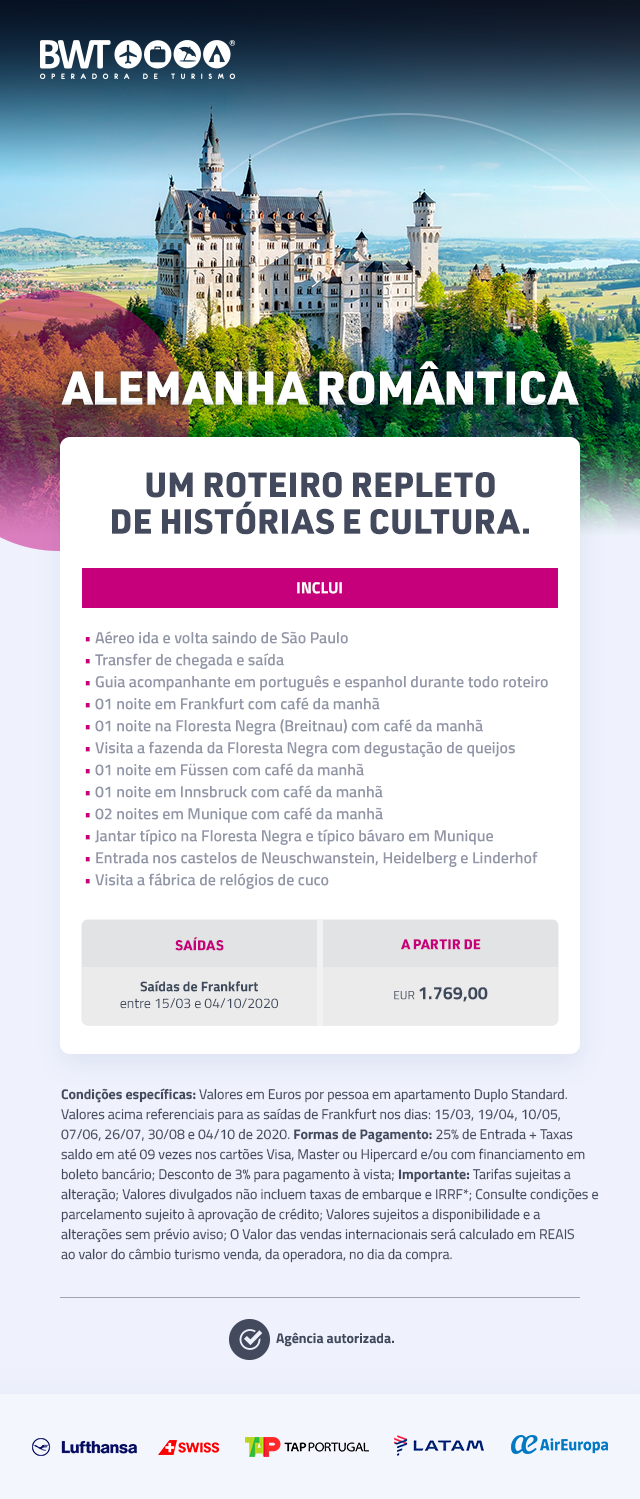 BWT
OPERADORA DE TURISMO
ALEMANHA ROMÂNTICA
UM ROTEIRO REPLETO
DE HISTÓRIAS E CULTURA.
INCLUI
▪ Aéreo ida e volta saindo de São Paulo
▪ Transfer de chegada e saída
▪ Guia acompanhante em português e espanhol durante todo roteiro
▪ 01 noite em Frankfurt com café da manhã
▪ 01 noite na Floresta Negra (Breitnau) com café da manhã
▪ Visita a fazenda da Floresta Negra com degustação de queijos
▪ 01 noite em Füssen com café da manhã
▪ 01 noite em Innsbruck com café da manhã
▪ 02 noites em Munique com café da manhã
▪ Jantar típico na Floresta Negra e típico bávaro em Munique
▪ Entrada nos castelos de Neuschwanstein, Heidelberg e Linderhof
▪ Visita a fábrica de relógios de cuco
SAÍDAS
A PARTIR DE
Saídas de Frankfurt
entre 15/03 e 04/10/2020
EUR 1.769,00
Condições específicas: Valores em Euros por pessoa em apartamento Duplo Standard.
Valores acima referenciais para as saídas de Frankfurt nos dias: 15/03, 19/04, 10/05,
07/06, 26/07, 30/08 e 04/10 de 2020. Formas de Pagamento: 25% de Entrada + Taxas
saldo em até 09 vezes nos cartões Visa, Master ou Hipercard e/ou com financiamento em
boleto bancário; Desconto de 3% para pagamento à vista; Importante: Tarifas sujeitas a
alteração; Valores divulgados não incluem taxas de embarque e IRRF*; Consulte condições e
parcelamento sujeito à aprovação de crédito; Valores sujeitos a disponibilidade e a
alterações sem prévio aviso; O Valor das vendas internacionais será calculado em REAIS
ao valor do câmbio turismo venda, da operadora, no dia da compra.
Agência autorizada.
Lufthansa
SWISS
TAP TAP PORTUGAL
LATAM
AirEuropa